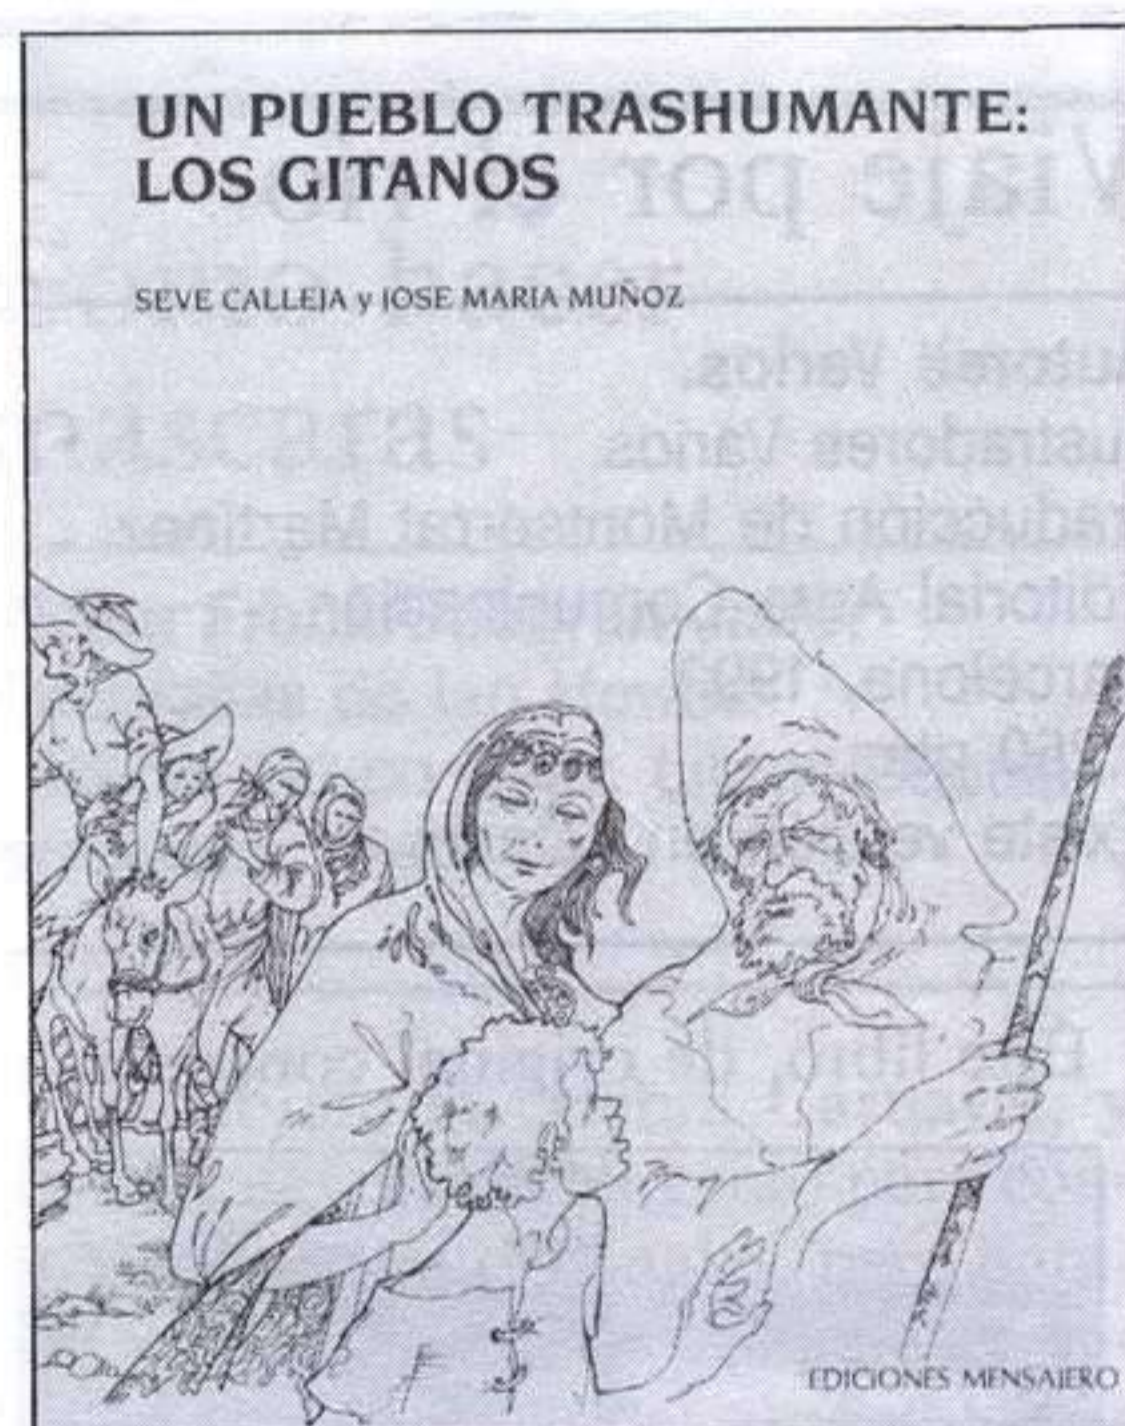 UN PUEBLO TRASHUMANTE:
LOS GITANOS
SEVE CALLEJA y JOSE MARIA MUÑOZ
EDICIONES MENSAJERO